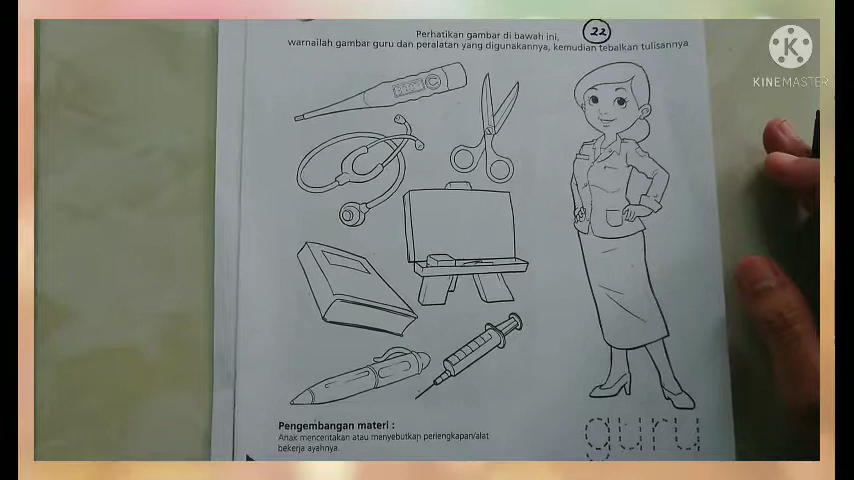 Perhatikan gambar di bawah ini.
22
warnailah gambar guru dan peralatan yang digunakannya, kemudian tebalkan tulisannya
K
KINEMASTER
Pengembangan materi :
Anak mencentakan atau menyebutkan perlengkapan/alat
bekerja ayahnya.
guru